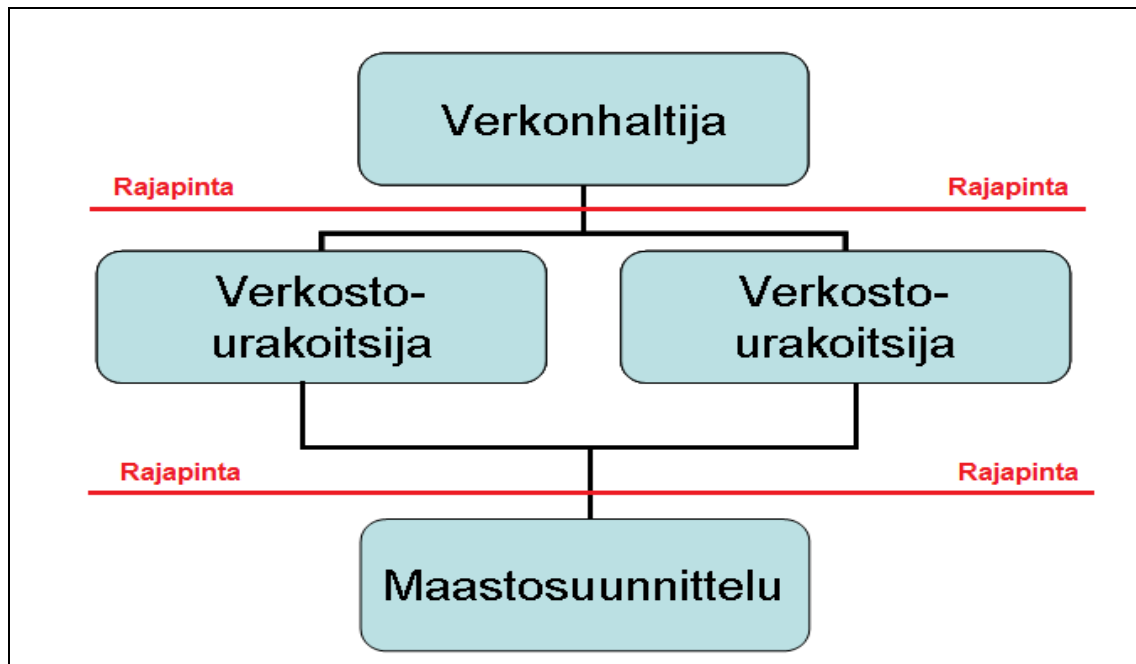 Verkonhaltija
Rajapinta
Rajapinta
Verkosto-
urakoitsija
Verkosto-
urakoitsija
Rajapinta
Rajapinta
Maastosuunnittelu